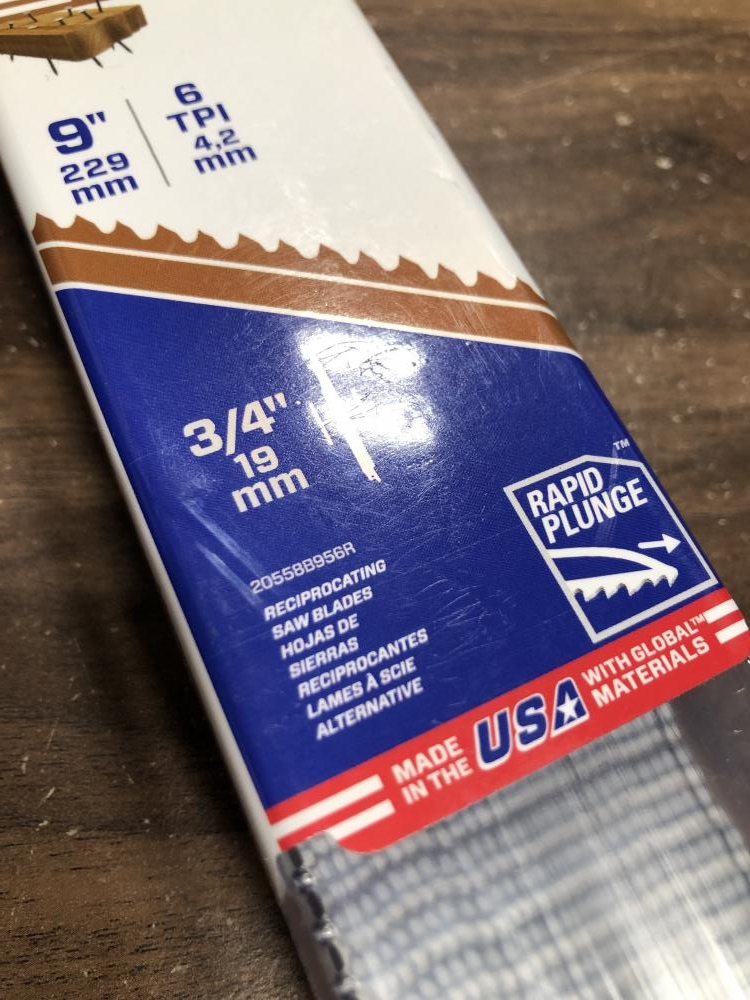 9"
229
mm
6
TPI
4,2
mm
3/4"
19
mm
RAPID
PLUNGE
TM
20558B956R
RECIPROCATING
SAW BLADES
HOJAS DE
SIERRAS
RECIPROCANTES
LAMES À SCIE
ALTERNATIVE
MADE
IN THE
USA
WITH GLOBAL™
MATERIALS